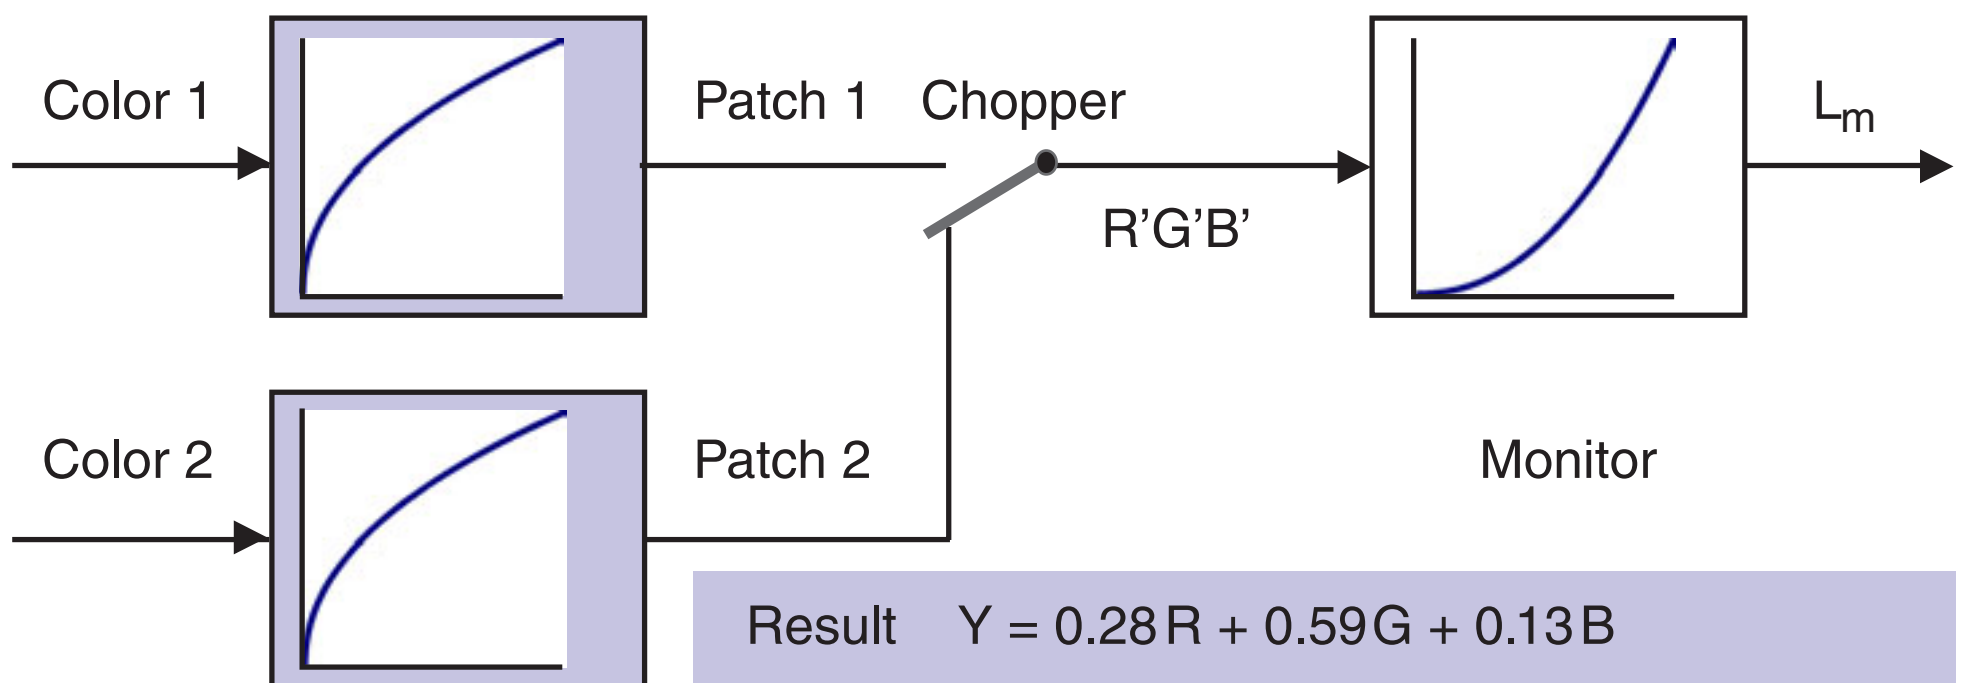 Color 1
Patch 1
Chopper
Lm
R’G’B’
Color 2
Patch 2
Monitor
Result Y = 0.28 R + 0.59 G + 0.13 B